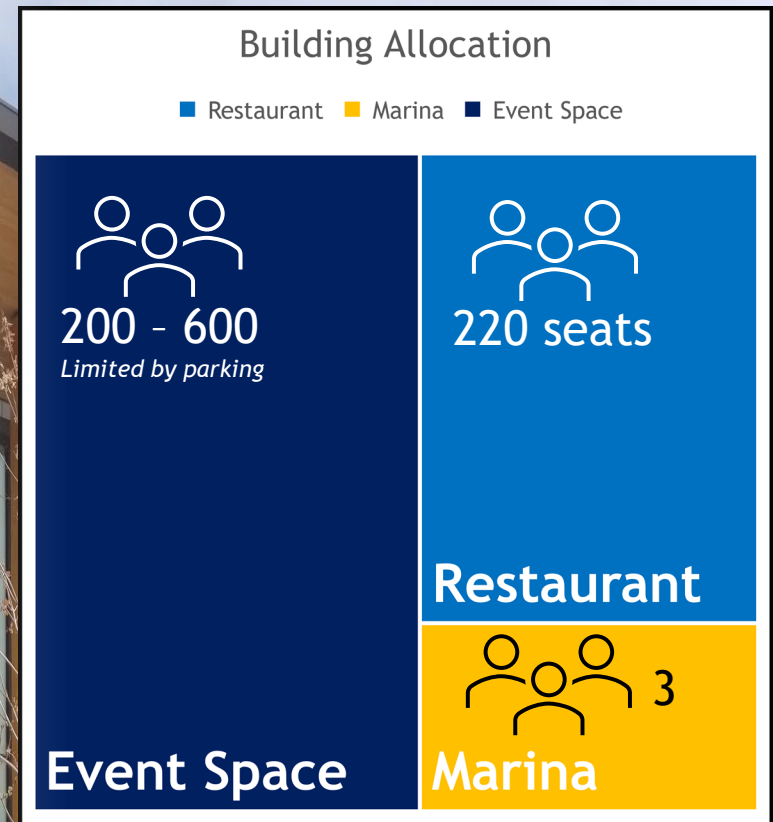 Building Allocation
Restaurant Marina Event Space
200 – 600
Limited by parking
Event Space
220 seats
Restaurant
3
Marina